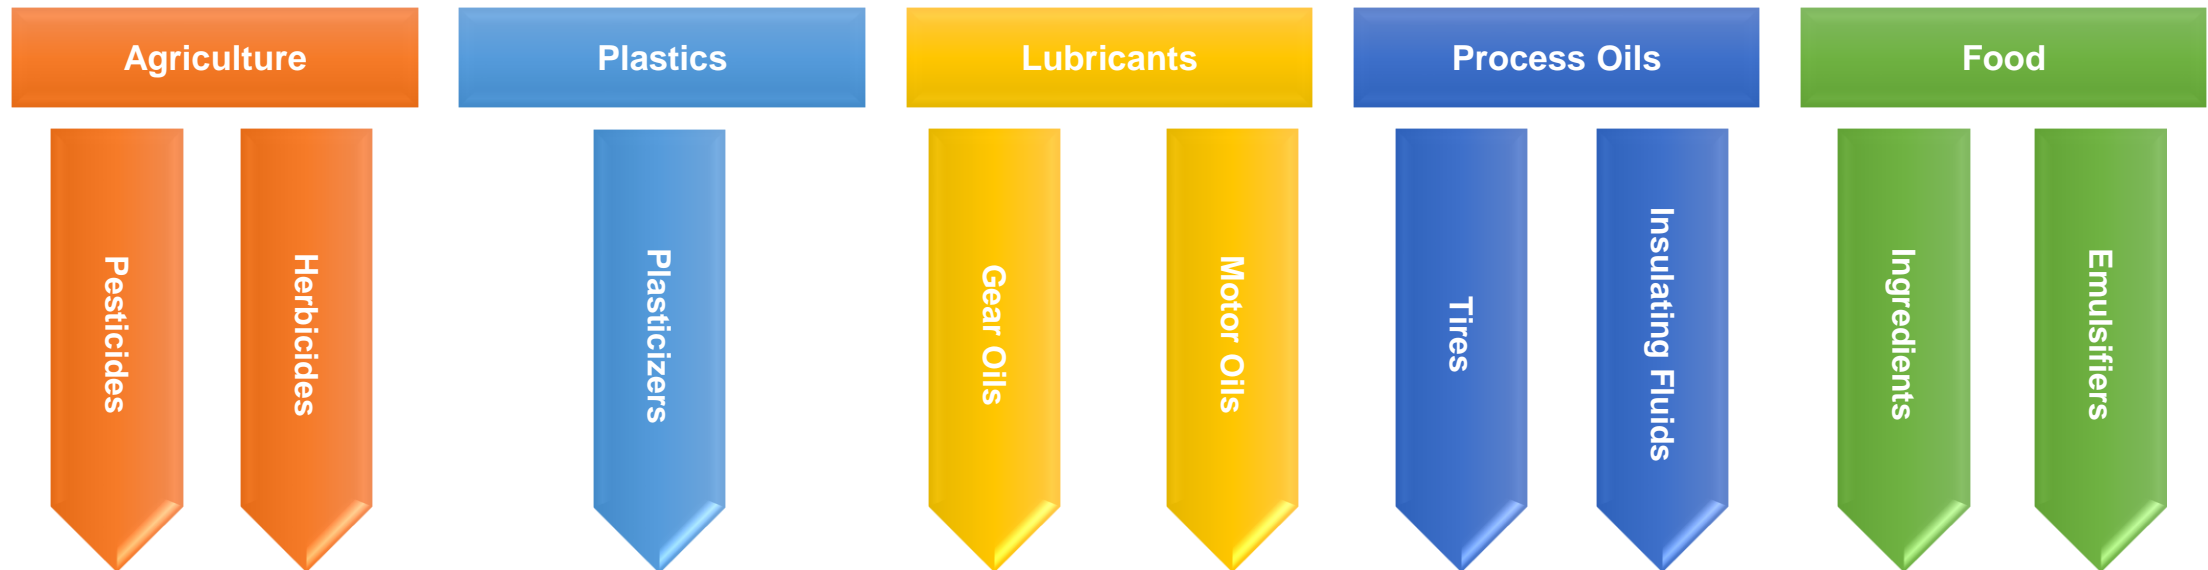 Agriculture
Plastics
Lubricants
Process Oils
Food
Pesticides
Herbicides
Plasticizers
Gear Oils
Motor Oils
Tires
Insulating Fluids
Ingredients
Emulsifiers